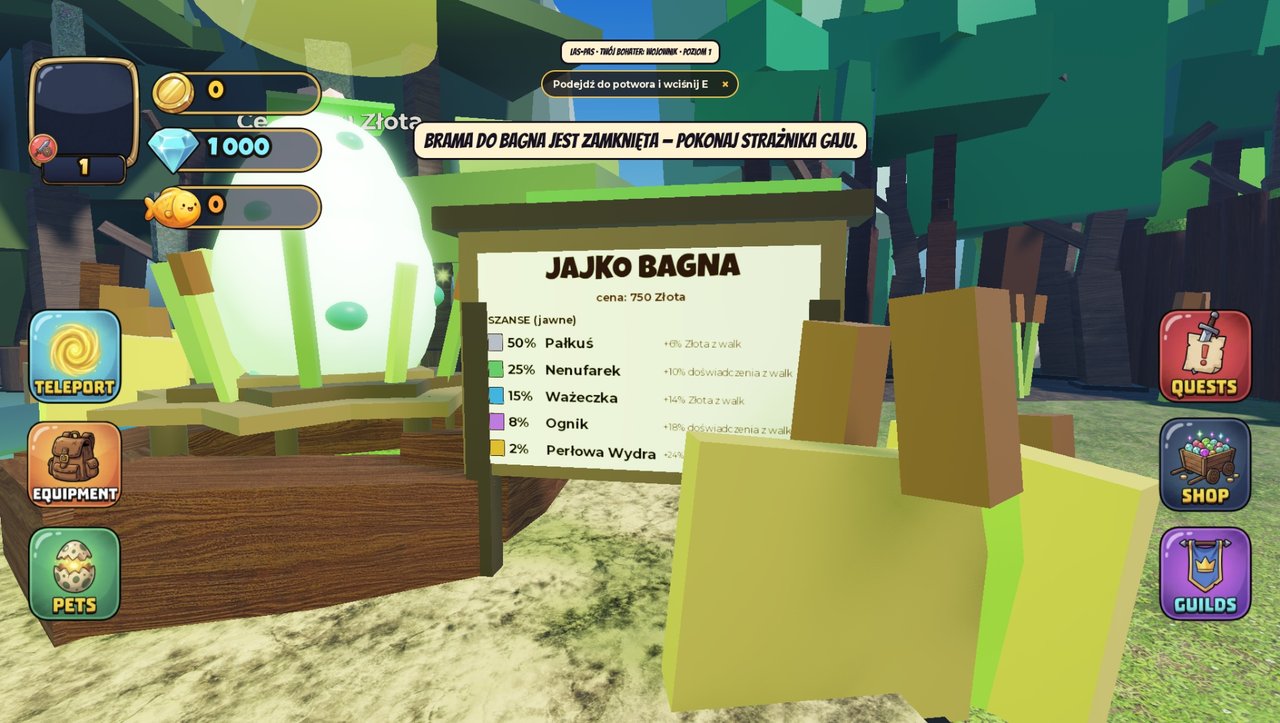 LAS-PAS · TWÓJ BOHATER: WOJOWNIK · POZIOM 1
Podejdź do potwora i wciśnij E ×
BRAMA DO BAGNA JEST ZAMKNIĘTA – POKONAJ STRAŻNIKA GAJU.
0
Złota
1000
1
0
JAJKO BAGNA
cena: 750 Złota
SZANSE (jawne)
50% Pałkuś +6% Złota z walk
25% Nenufarek +10% doświadczenia z walk
15% Ważeczka +14% Złota z walk
8% Ognik +18% doświadczenia z walk
2% Perłowa Wydra +24%
TELEPORT
EQUIPMENT
PETS
QUESTS
SHOP
GUILDS